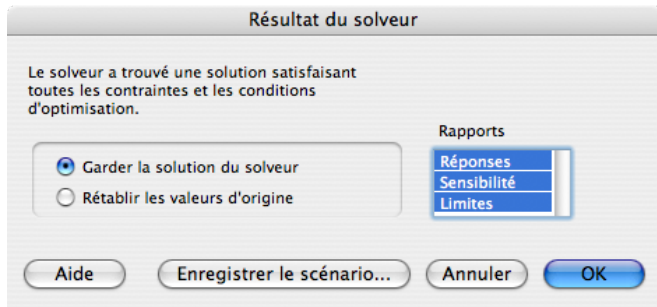 Résultat du solveur
Le solveur a trouvé une solution satisfaisant
toutes les contraintes et les conditions
d'optimisation.
Rapports
Garder la solution du solveur
Rétablir les valeurs d'origine
Réponses
Sensibilité
Limites
Aide
Enregistrer le scénario...
Annuler
OK